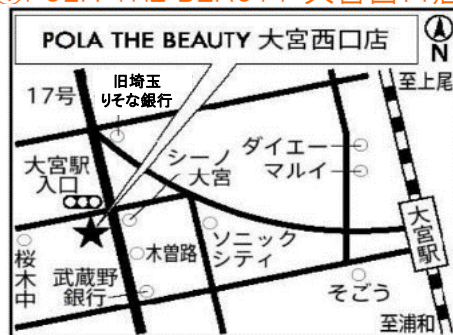 POLA THE BEAUTY 大宮西口店
N
至上尾
17号
旧埼玉
りそな銀行
大宮駅
入口
シーノ
大宮
ダイエー
マルイ
大宮駅
桜木中
武蔵野
銀行
木曽路
ソニック
シティ
そごう
至浦和